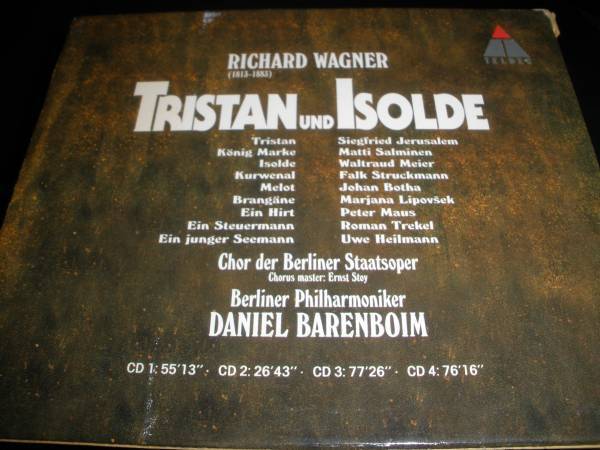 TELDEC
RICHARD WAGNER
(1813-1883)
TRISTAN UND ISOLDE
Tristan Siegfried Jerusalem
König Marke Matti Salminen
Isolde Waltraud Meier
Kurwenal Falk Struckmann
Melot Johan Botha
Brangäne Marjana Lipovšek
Ein Hirt Peter Maus
Ein Steuermann Roman Trekel
Ein junger Seemann Uwe Heilmann
Chor der Berliner Staatsoper
Chorus master: Ernst Stoy
Berliner Philharmoniker
DANIEL BARENBOIM
CD 1: 55'13'' · CD 2: 26'43'' · CD 3: 77'26'' · CD 4: 76'16''